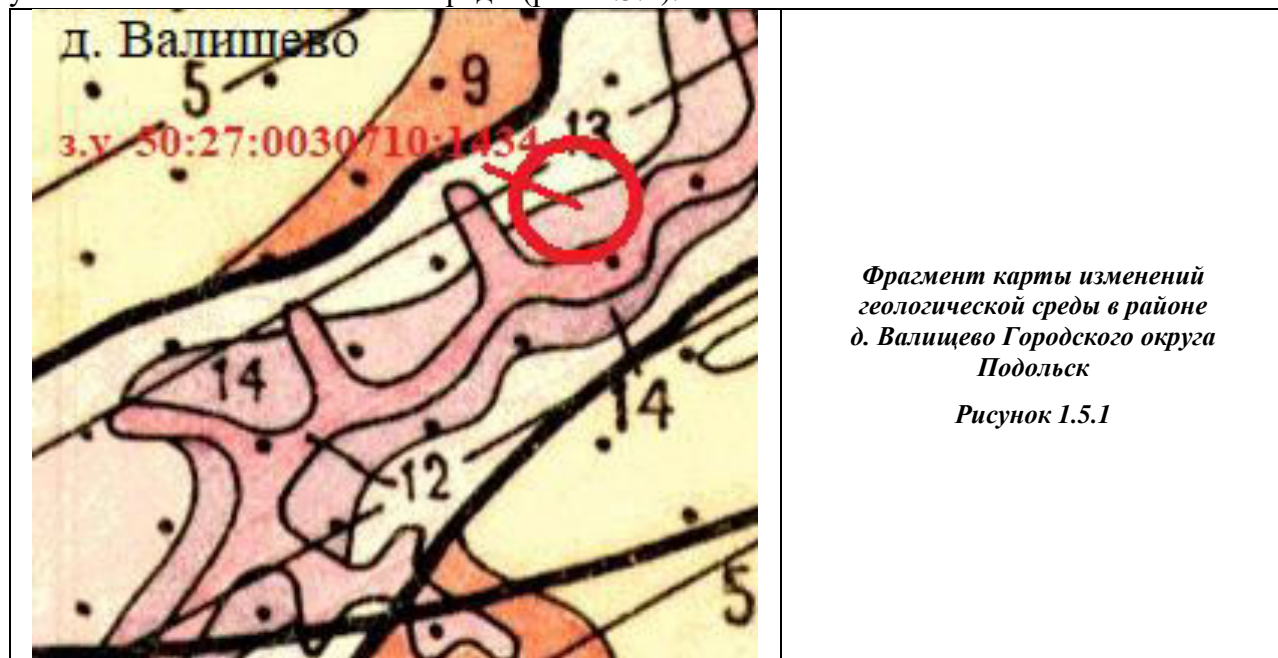 д. Валищево
5
9
13
з.у. 50:27:0030710:1434
14
14
12
5
Фрагмент карты изменений
геологической среды в районе
д. Валищево Городского округа
Подольск
Рисунок 1.5.1